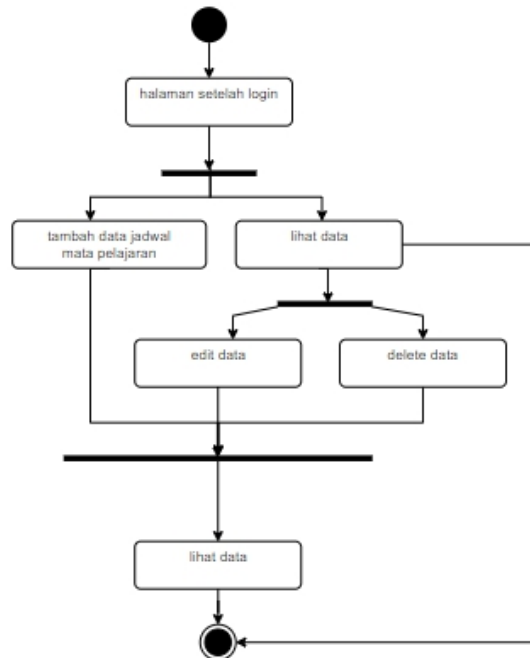 halaman setelah login
tambah data jadwal
mata pelajaran
lihat data
edit data
delete data
lihat data